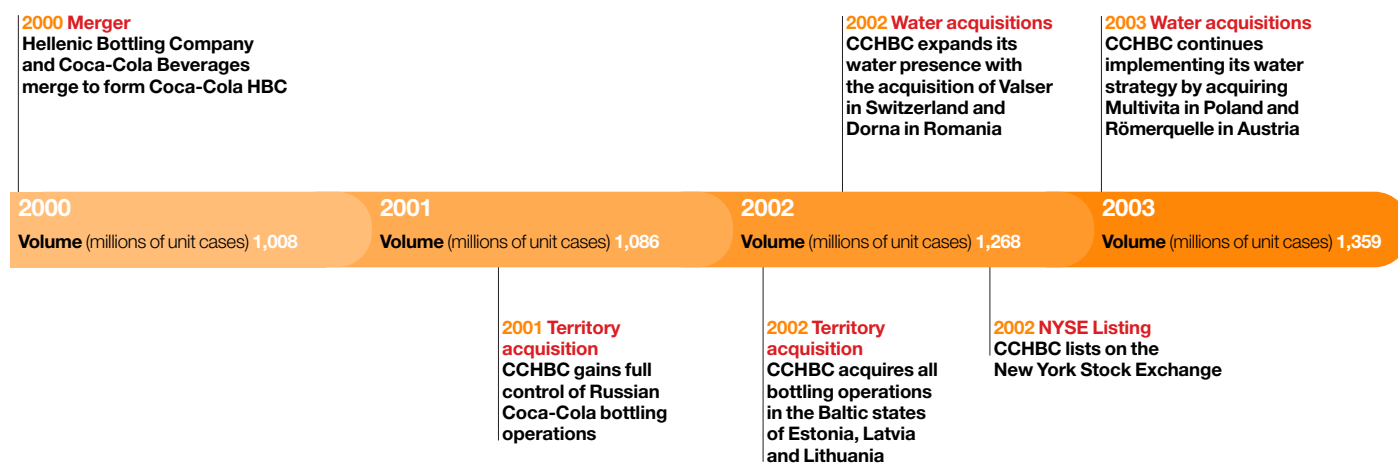 2000 Merger
Hellenic Bottling Company
and Coca-Cola Beverages
merge to form Coca-Cola HBC
2002 Water acquisitions
CCHBC expands its
water presence with
the acquisition of Valser
in Switzerland and
Dorna in Romania
2003 Water acquisitions
CCHBC continues
implementing its water
strategy by acquiring
Multivita in Poland and
Römerquelle in Austria
2000
Volume (millions of unit cases) 1,008
2001
Volume (millions of unit cases) 1,086
2002
Volume (millions of unit cases) 1,268
2003
Volume (millions of unit cases) 1,359
2001 Territory
acquisition
CCHBC gains full
control of Russian
Coca-Cola bottling
operations
2002 Territory
acquisition
CCHBC acquires all
bottling operations
in the Baltic states
of Estonia, Latvia
and Lithuania
2002 NYSE Listing
CCHBC lists on the
New York Stock Exchange